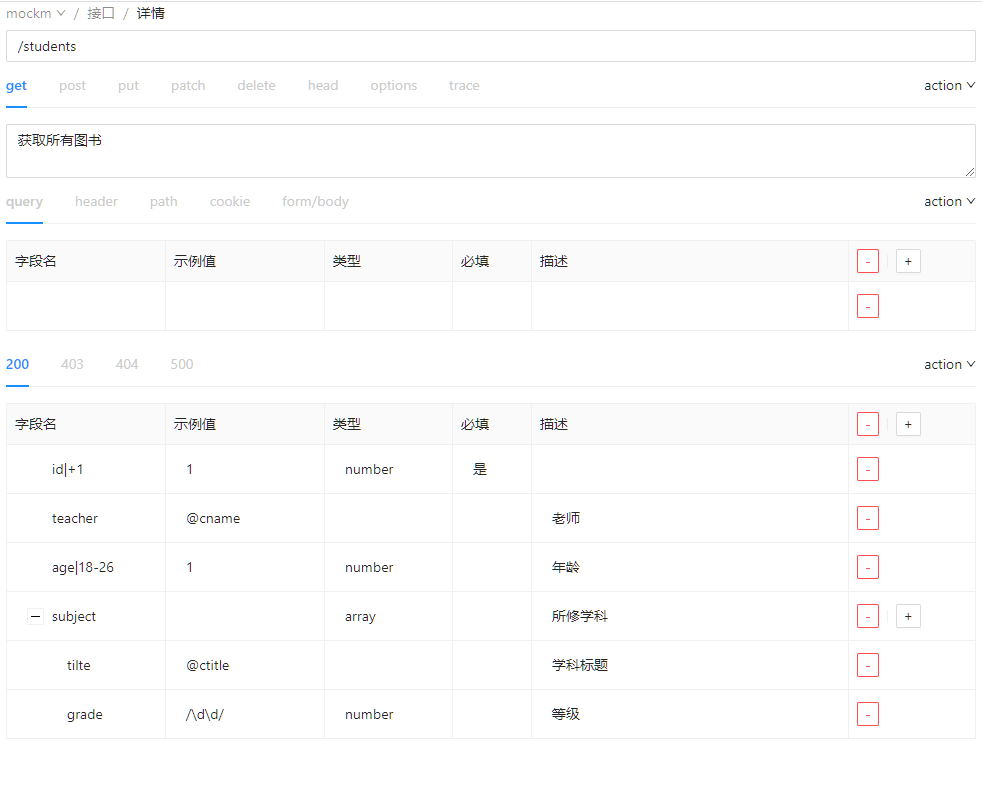 mockm / 接口 / 详情
/students
get post put patch delete head options trace action
获取所有图书
query header path cookie form/body action
字段名 示例值 类型 必填 描述 - +
-
200 403 404 500 action
字段名 示例值 类型 必填 描述 - +
id|+1 1 number 是 -
teacher @cname 老师 -
age|18-26 1 number 年龄 -
subject array 所修学科 - +
tilte @ctitle 学科标题 -
grade /\d\d/ number 等级 -